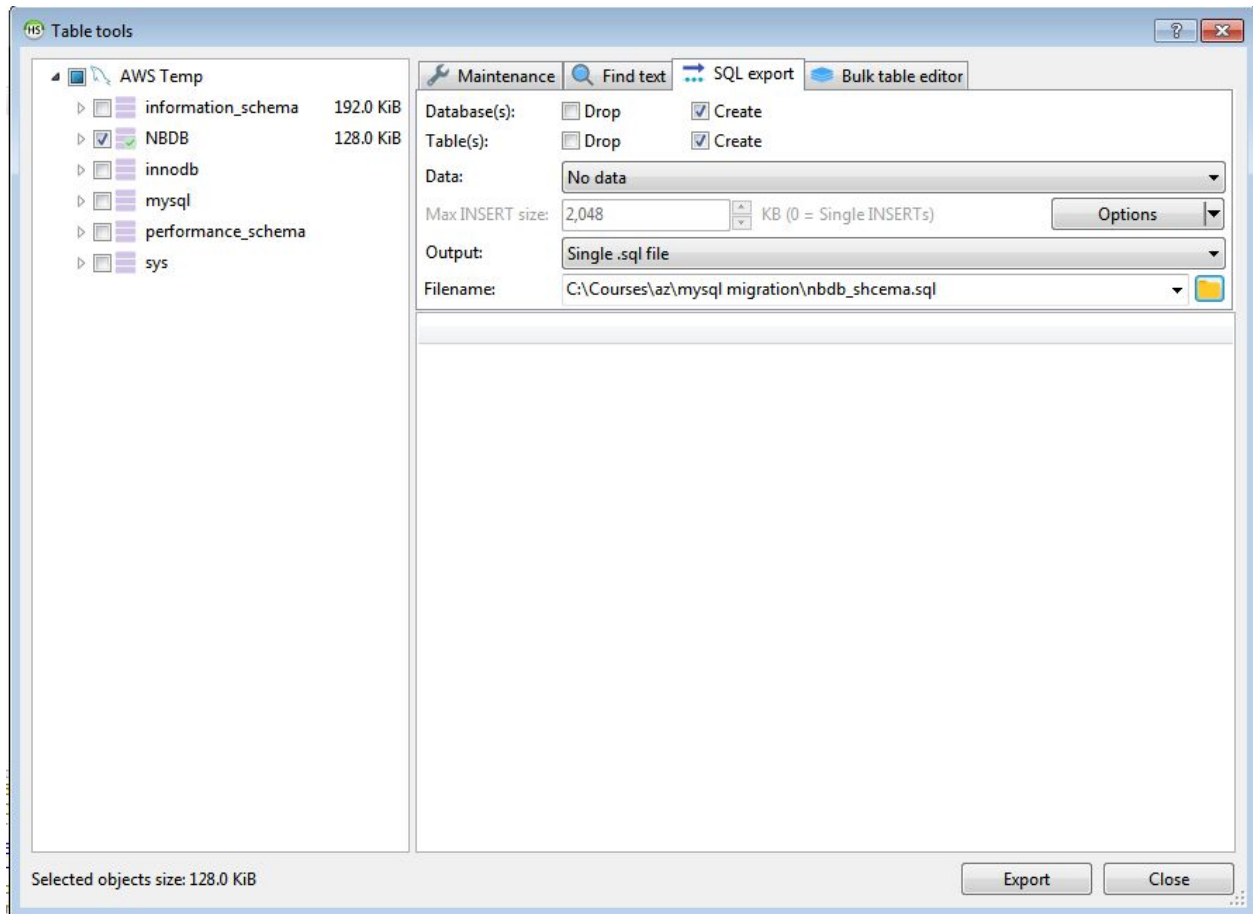 HS Table tools
AWS Temp
information_schema 192.0 KiB
NBDB 128.0 KiB
innodb
mysql
performance_schema
sys
Maintenance Find text SQL export Bulk table editor
Database(s): Drop Create
Table(s): Drop Create
Data: No data
Max INSERT size: 2,048 KB (0 = Single INSERTs) Options
Output: Single .sql file
Filename: C:\Courses\az\mysql migration\nbdb_shcema.sql
Selected objects size: 128.0 KiB Export Close